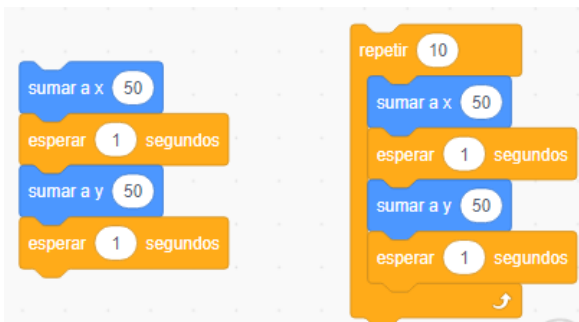 sumar a x 50
esperar 1 segundos
sumar a y 50
esperar 1 segundos
repetir 10
sumar a x 50
esperar 1 segundos
sumar a y 50
esperar 1 segundos